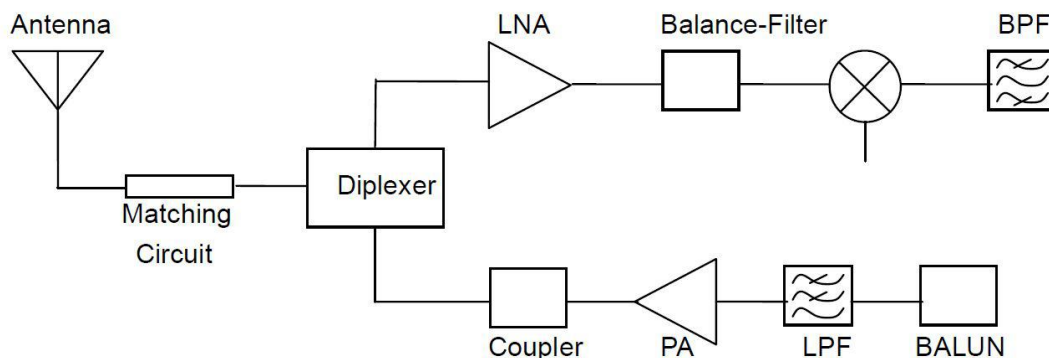 Antenna
LNA
Balance-Filter
BPF
Diplexer
Matching
Circuit
Coupler
PA
LPF
BALUN